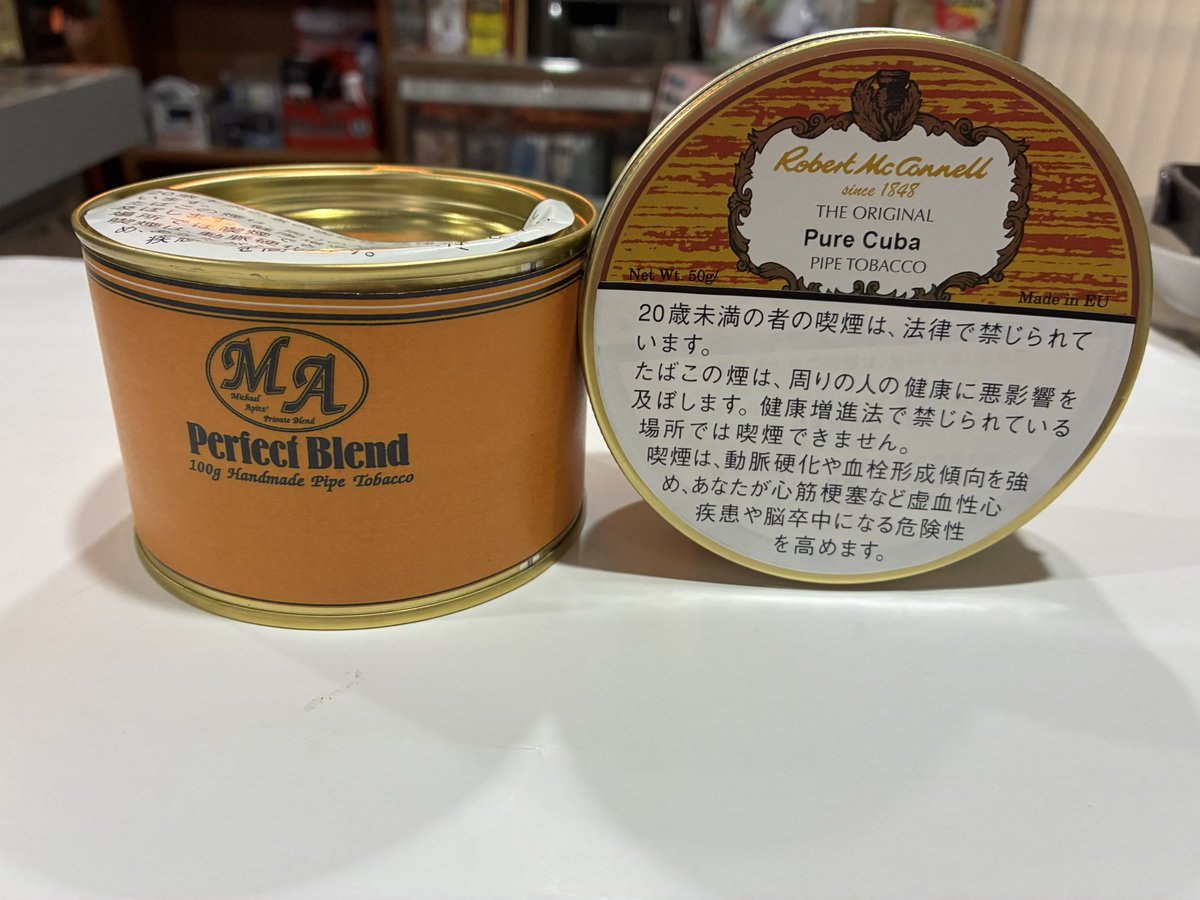 MA
Michael
Apitz'
Private Blend
Perfect Blend
100g Handmade Pipe Tobacco
Robert McConnell
since 1848
THE ORIGINAL
Pure Cuba
PIPE TOBACCO
Net Wt. 50g/
Made in EU
20歳未満の者の喫煙は、法律で禁じられて
います。
たばこの煙は、周りの人の健康に悪影響を
及ぼします。健康増進法で禁じられている
場所では喫煙できません。
喫煙は、動脈硬化や血栓形成傾向を強
め、あなたが心筋梗塞など虚血性心
疾患や脳卒中になる危険性
を高めます。